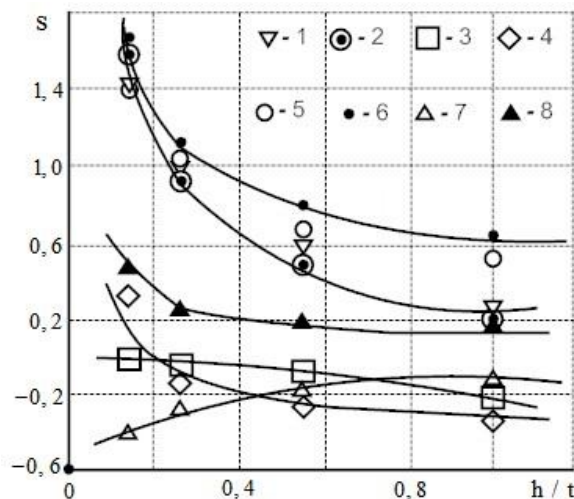 S
▽ - 1 ⊙ - 2 □ - 3 ◇ - 4
○ - 5 • - 6 △ - 7 ▲ - 8
1, 4
1, 0
0, 6
0, 2
−0, 2
−0, 6
0 0, 4 0, 8 h / t